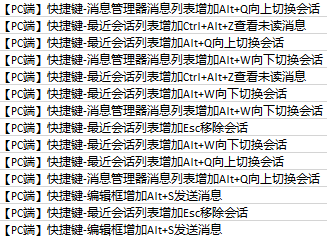 【PC端】快捷键-消息管理器消息列表增加Alt+Q向上切换会话
【PC端】快捷键-最近会话列表增加Ctrl+Alt+Z查看未读消息
【PC端】快捷键-最近会话列表增加Alt+Q向上切换会话
【PC端】快捷键-消息管理器消息列表增加Alt+W向下切换会话
【PC端】快捷键-最近会话列表增加Ctrl+Alt+Z查看未读消息
【PC端】快捷键-最近会话列表增加Alt+W向下切换会话
【PC端】快捷键-消息管理器消息列表增加Alt+W向下切换会话
【PC端】快捷键-最近会话列表增加Esc移除会话
【PC端】快捷键-最近会话列表增加Alt+W向下切换会话
【PC端】快捷键-最近会话列表增加Alt+Q向上切换会话
【PC端】快捷键-消息管理器消息列表增加Alt+Q向上切换会话
【PC端】快捷键-编辑框增加Alt+S发送消息
【PC端】快捷键-最近会话列表增加Esc移除会话
【PC端】快捷键-编辑框增加Alt+S发送消息